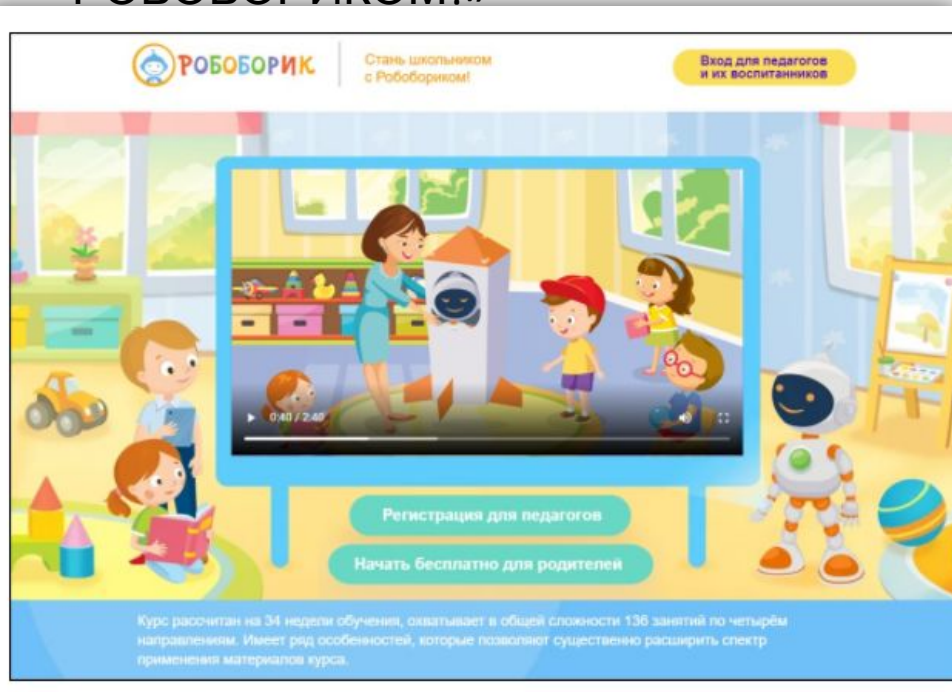 РОБОБОРИКОМ!»
РОБОБОРИК
Стань школьником
с Робобориком!
Вход для педагогов
и их воспитанников
0:40 / 2:40
Регистрация для педагогов
Начать бесплатно для родителей
Курс рассчитан на 34 недели обучения, охватывает в общей сложности 136 занятий по четырём
направлениям. Имеет ряд особенностей, которые позволяют существенно расширить спектр
применения материалов курса.